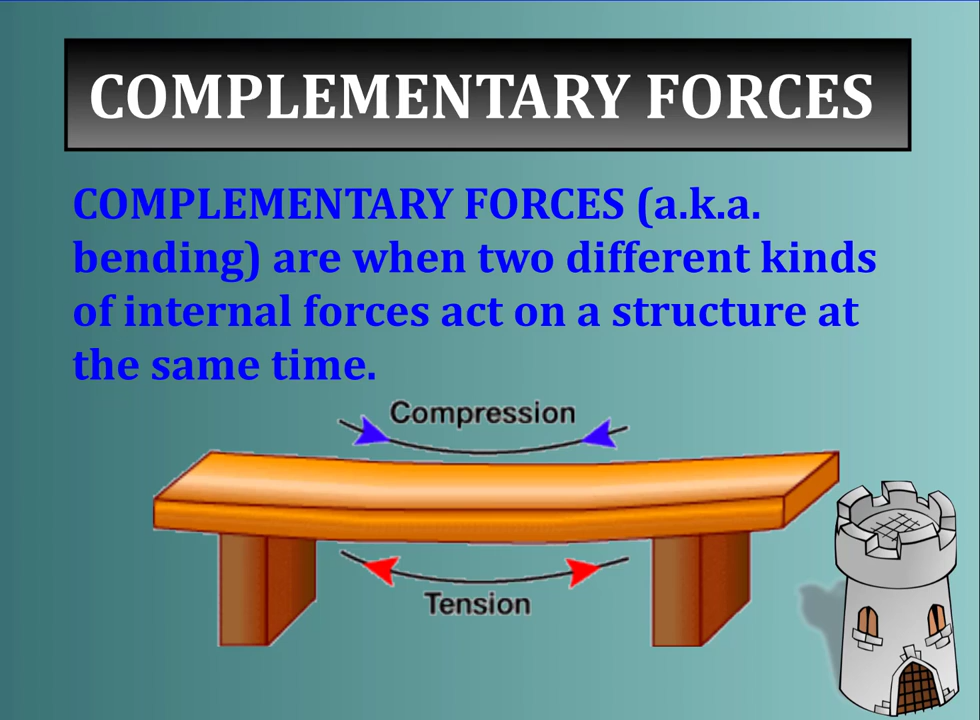 COMPLEMENTARY FORCES
COMPLEMENTARY FORCES (a.k.a.
bending) are when two different kinds
of internal forces act on a structure at
the same time.
Compression
Tension